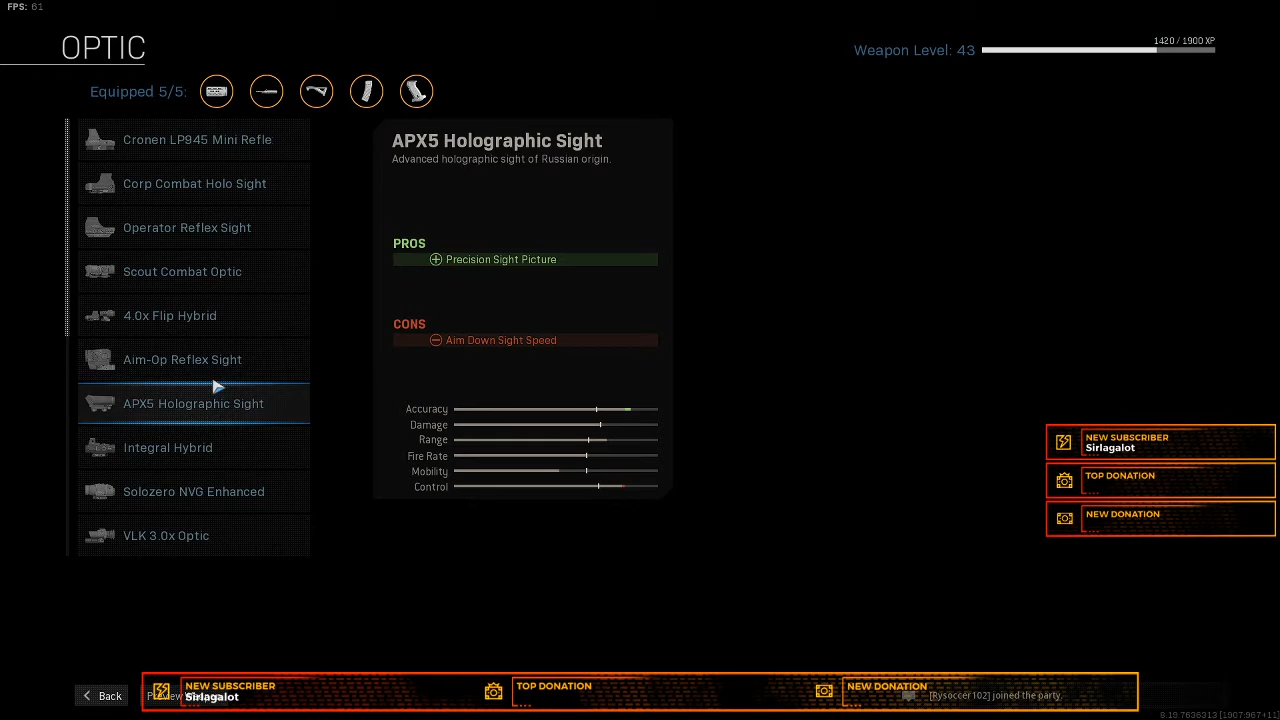 FPS: 61
OPTIC
Weapon Level: 43
1420 / 1900 XP
Equipped 5/5:
Cronen LP945 Mini Refle
Corp Combat Holo Sight
Operator Reflex Sight
Scout Combat Optic
4.0x Flip Hybrid
Aim-Op Reflex Sight
APX5 Holographic Sight
Integral Hybrid
Solozero NVG Enhanced
VLK 3.0x Optic
APX5 Holographic Sight
Advanced holographic sight of Russian origin.
PROS
Precision Sight Picture
CONS
Aim Down Sight Speed
Accuracy
Damage
Range
Fire Rate
Mobility
Control
NEW SUBSCRIBER
Sirlagalot
TOP DONATION
NEW DONATION
Back
NEW SUBSCRIBER
Sirlagalot
TOP DONATION
NEW DONATION
[Rysoccer102] joined the party.